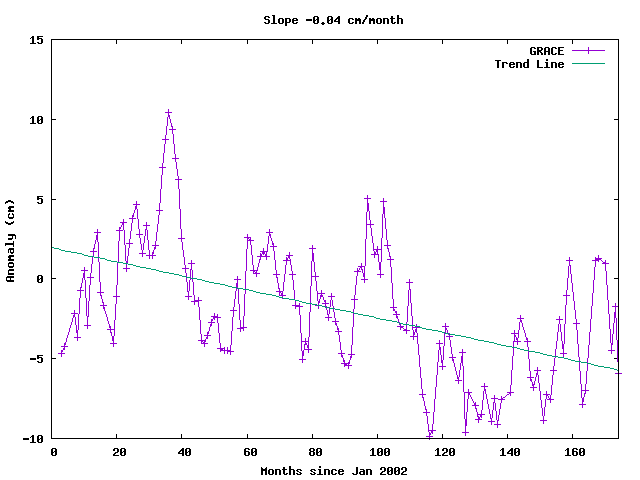 Slope -0.04 cm/month
GRACE
Trend Line
15
10
5
0
-5
-10
Anomaly (cm)
0 20 40 60 80 100 120 140 160
Months since Jan 2002